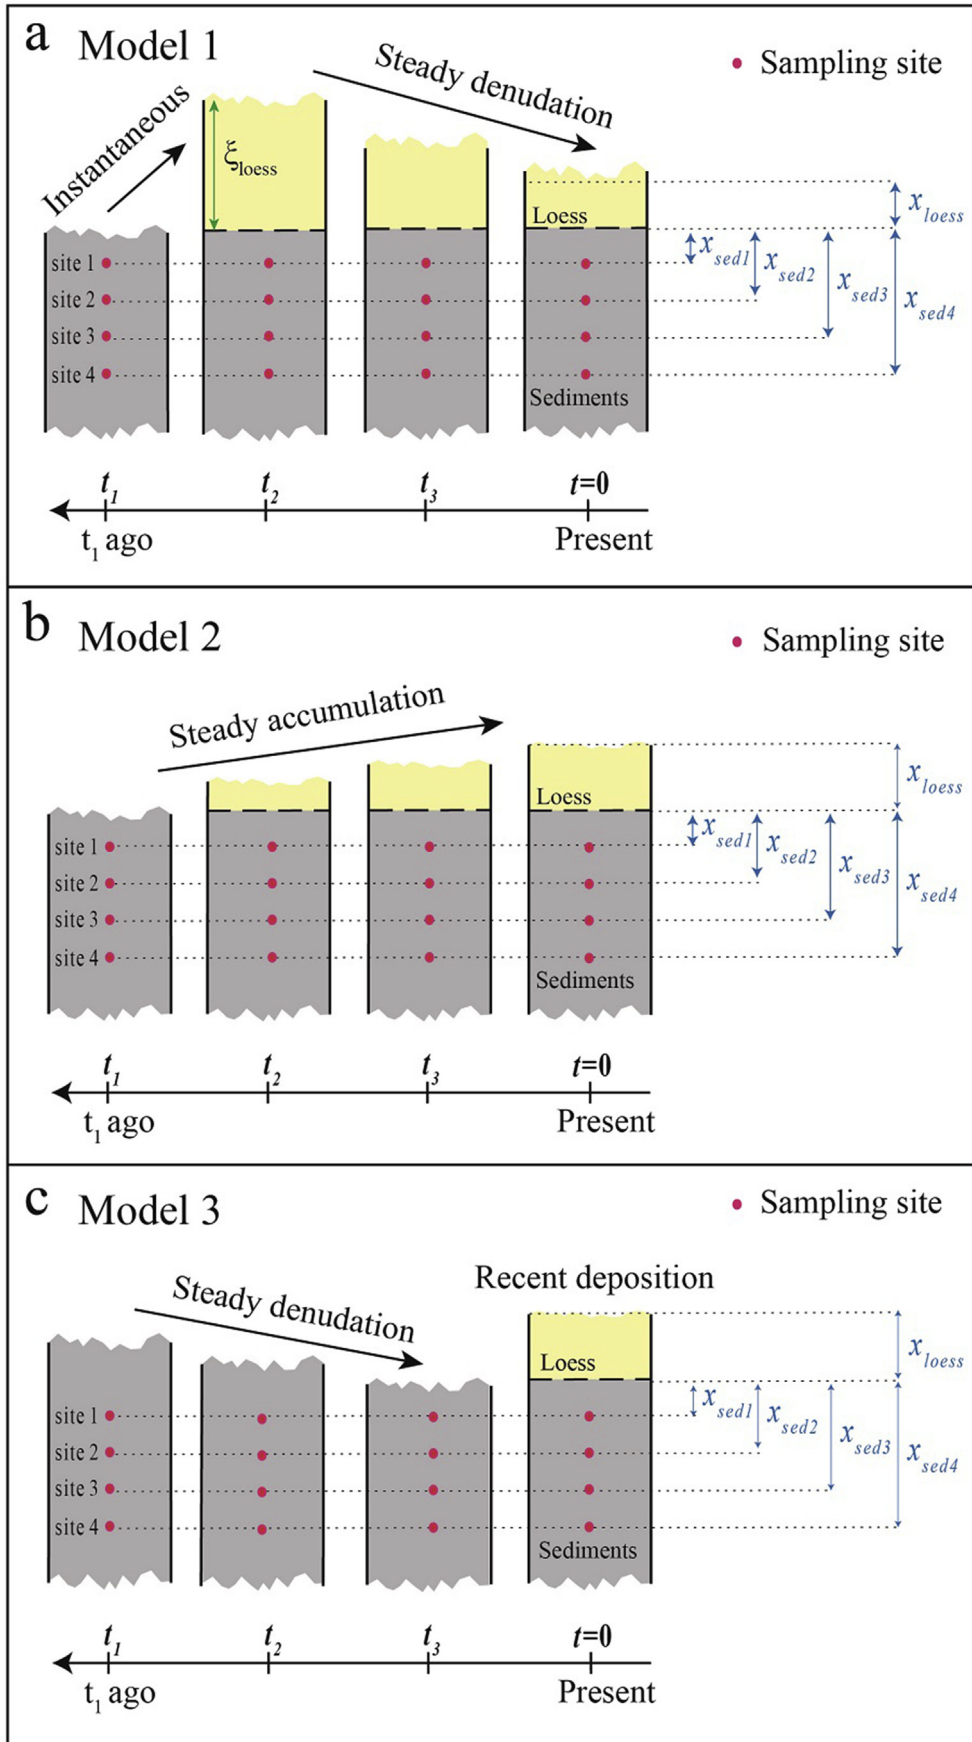 a Model 1
Sampling site
Instantaneous
Steady denudation
ξloess
Loess
xloess
site 1
site 2
site 3
site 4
xsed1
xsed2
xsed3
xsed4
Sediments
t1 t2 t3 t=0
t1 ago Present
b Model 2
Sampling site
Steady accumulation
Loess
xloess
site 1
site 2
site 3
site 4
xsed1
xsed2
xsed3
xsed4
Sediments
t1 t2 t3 t=0
t1 ago Present
c Model 3
Sampling site
Steady denudation
Recent deposition
Loess
xloess
site 1
site 2
site 3
site 4
xsed1
xsed2
xsed3
xsed4
Sediments
t1 t2 t3 t=0
t1 ago Present